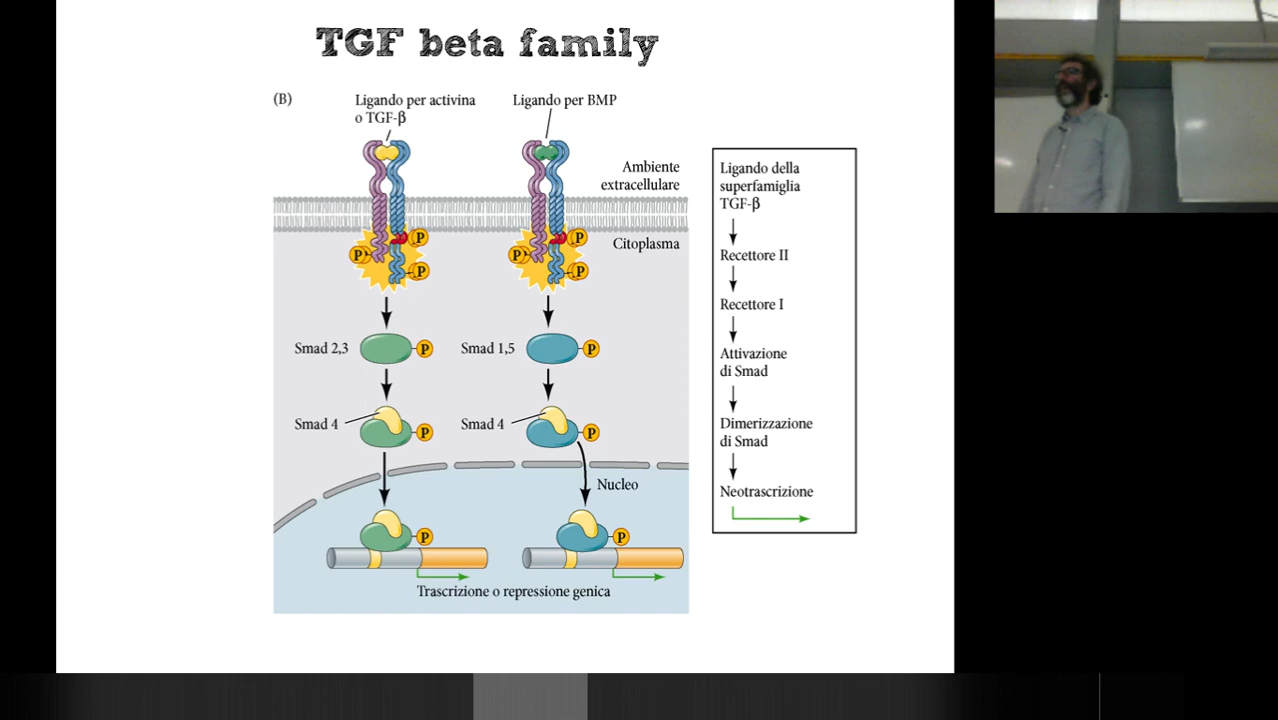 TGF beta family
(B)
Ligando per activina
o TGF-β
Ligando per BMP
Ambiente
extracellulare
Citoplasma
P
P
P
P
P
P
Smad 2,3
P
Smad 1,5
P
Smad 4
P
Smad 4
P
Nucleo
P
P
Trascrizione o repressione genica
Ligando della
superfamiglia
TGF-β
Recettore II
Recettore I
Attivazione
di Smad
Dimerizzazione
di Smad
Neotrascrizione